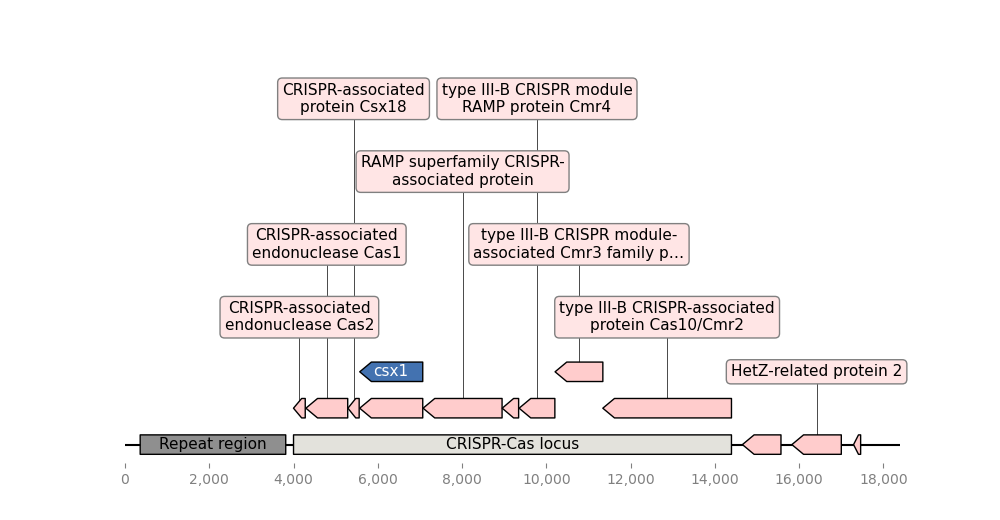 CRISPR-associated
protein Csx18
type III-B CRISPR module
RAMP protein Cmr4
RAMP superfamily CRISPR-
associated protein
CRISPR-associated
endonuclease Cas1
type III-B CRISPR module-
associated Cmr3 family p…
CRISPR-associated
endonuclease Cas2
type III-B CRISPR-associated
protein Cas10/Cmr2
csx1
HetZ-related protein 2
Repeat region
CRISPR-Cas locus
0 2,000 4,000 6,000 8,000 10,000 12,000 14,000 16,000 18,000